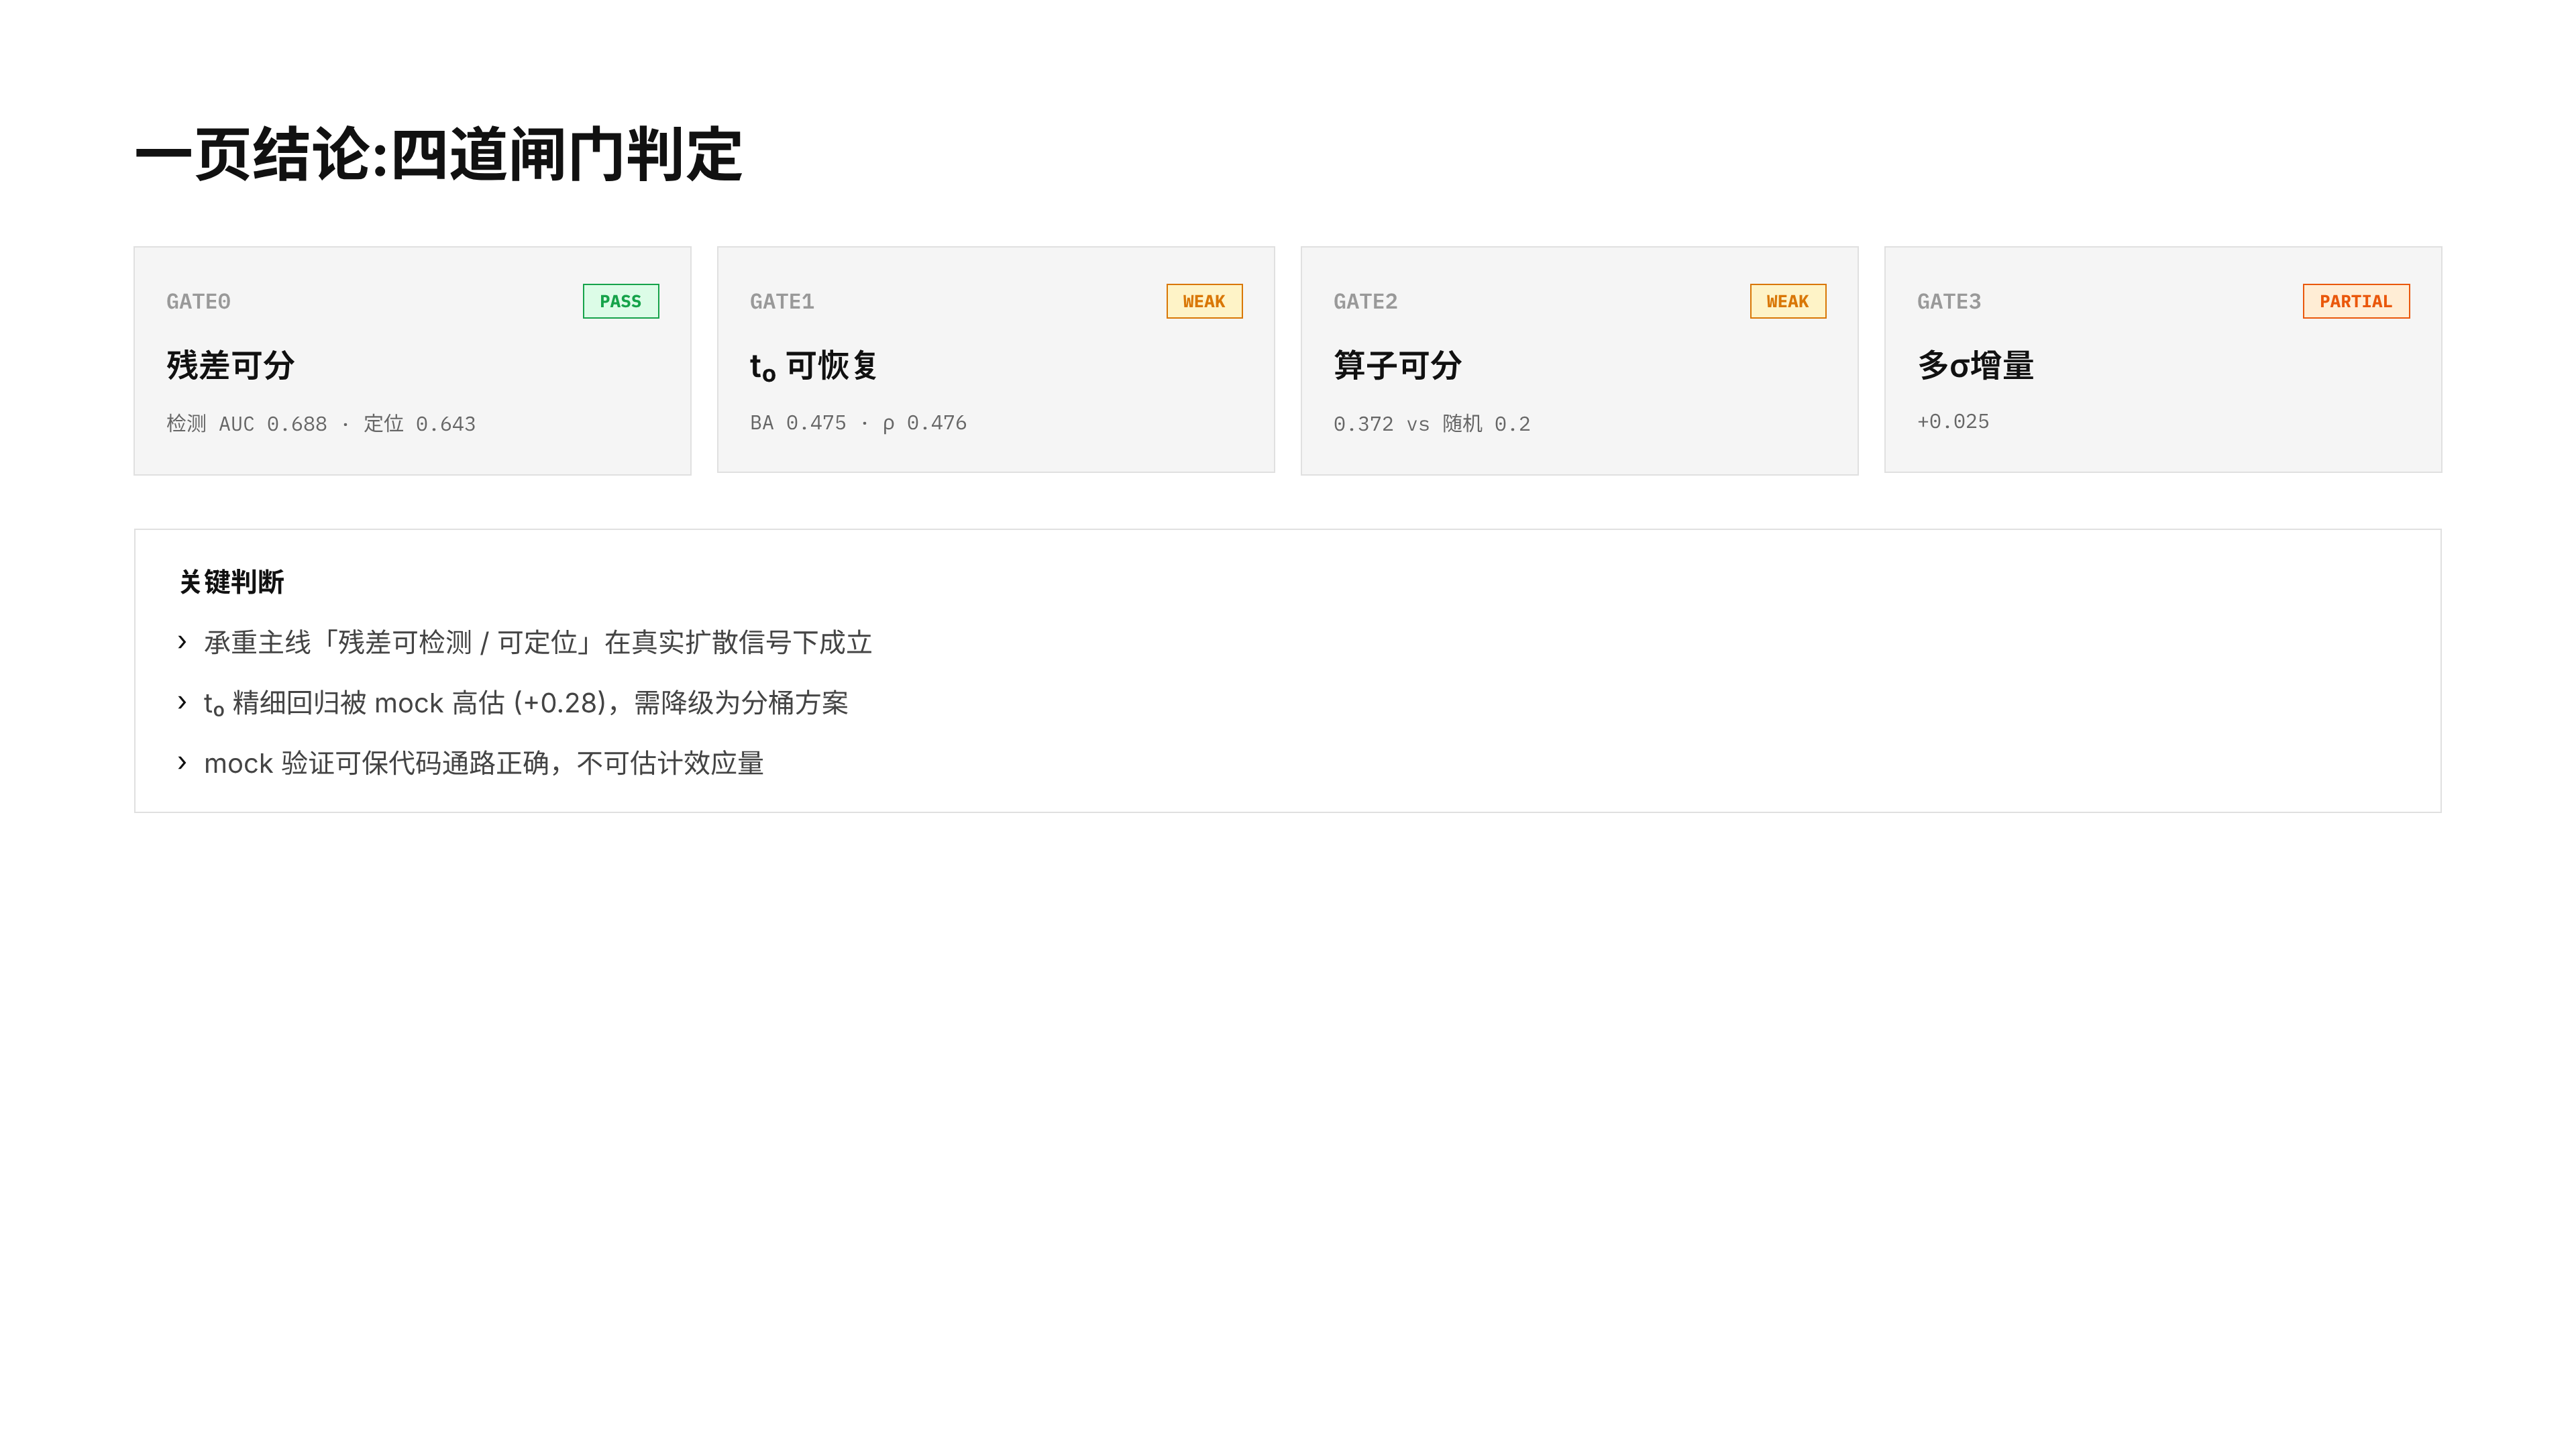 一页结论:四道闸门判定
GATE0
PASS
残差可分
检测 AUC 0.688 · 定位 0.643
GATE1
WEAK
t₀ 可恢复
BA 0.475 · ρ 0.476
GATE2
WEAK
算子可分
0.372 vs 随机 0.2
GATE3
PARTIAL
多σ增量
+0.025
关键判断
› 承重主线「残差可检测 / 可定位」在真实扩散信号下成立
› t₀ 精细回归被 mock 高估 (+0.28)，需降级为分桶方案
› mock 验证可保代码通路正确，不可估计效应量